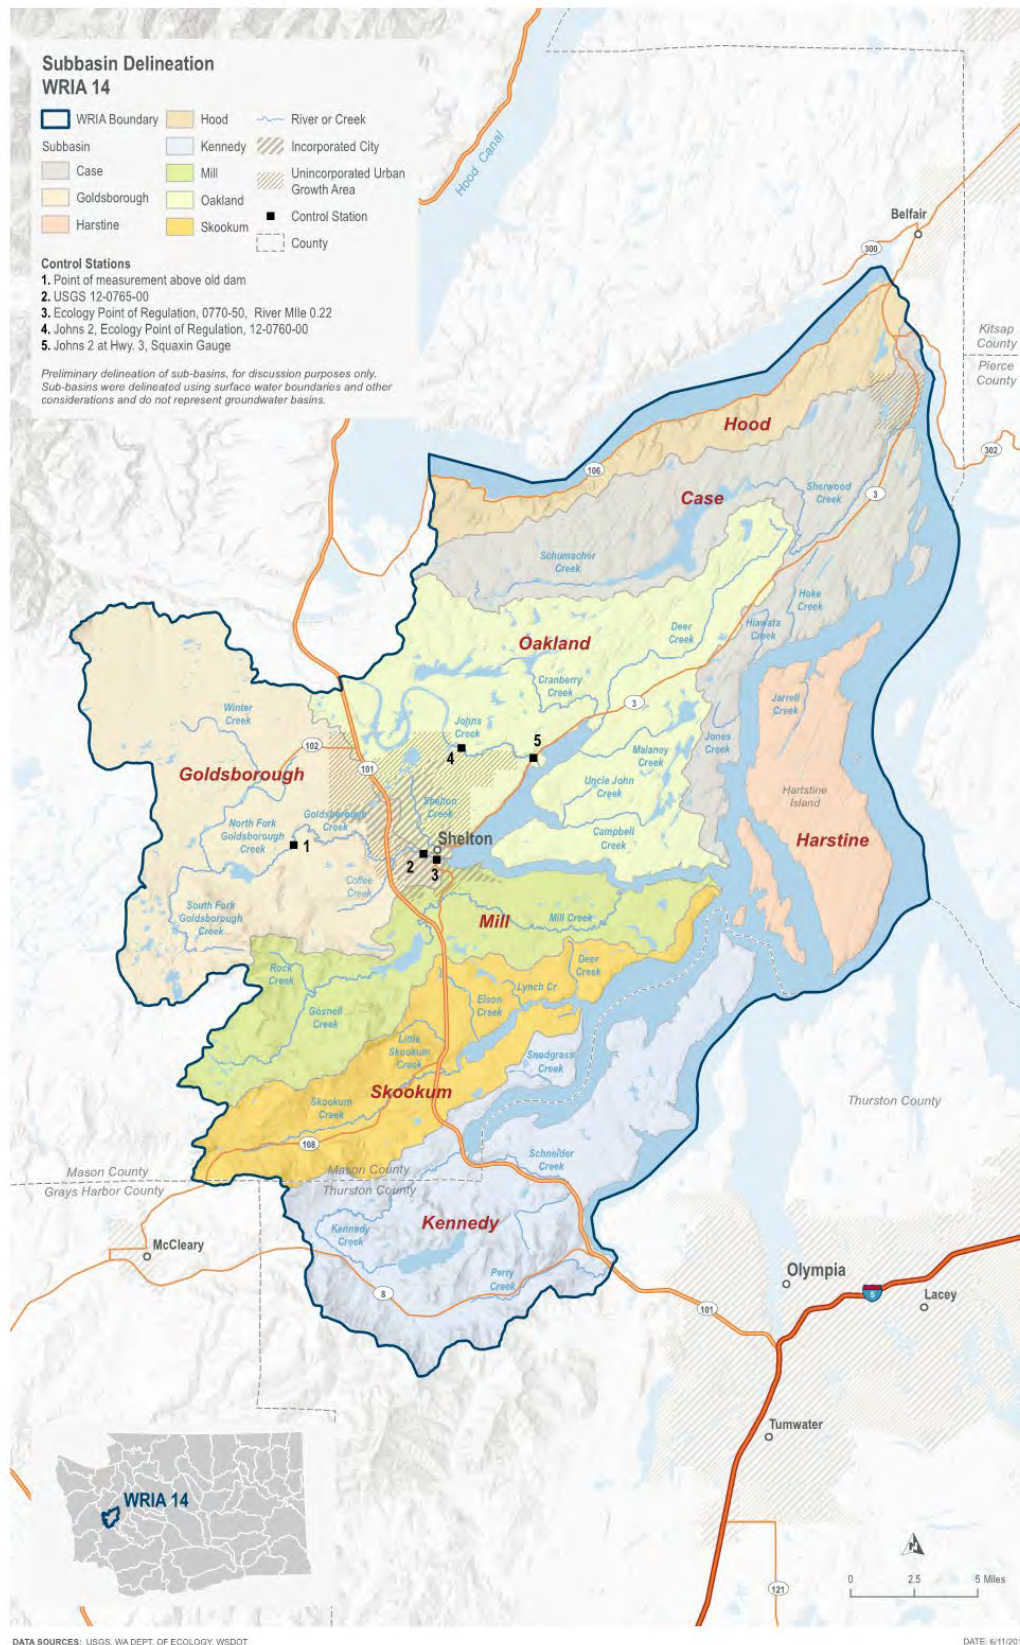 Subbasin Delineation
WRIA 14
WRIA Boundary
Subbasin
Case
Goldsborough
Harstine
Hood
Kennedy
Mill
Oakland
Skookum
River or Creek
Incorporated City
Unincorporated Urban
Growth Area
Control Station
County
Control Stations
1. Point of measurement above old dam
2. USGS 12-0765-00
3. Ecology Point of Regulation, 0770-50, River MIle 0.22
4. Johns 2, Ecology Point of Regulation, 12-0760-00
5. Johns 2 at Hwy. 3, Squaxin Gauge
Preliminary delineation of sub-basins, for discussion purposes only.
Sub-basins were delineated using surface water boundaries and other
considerations and do not represent groundwater basins.
Hood Canal
Belfair
300
Kitsap
County
Pierce
County
302
Hood
106
Case
Sherwood
Creek
3
Schumacher
Creek
Hoke
Creek
Hiawata
Creek
Deer
Creek
Oakland
Cranberry
Creek
3
Jarrell
Creek
Winter
Creek
Johns
Creek
4
5
Jones
Creek
Malaney
Creek
102
101
Goldsborough
Uncle John
Creek
Hartstine
Island
Shelton
Creek
Goldsborough
Creek
North Fork
Goldsborough
Creek
1
Shelton
Campbell
Creek
Harstine
2
3
Coffee
Creek
South Fork
Goldsborough
Creek
Mill
Mill Creek
Rock
Creek
Deer
Creek
Lynch Cr
Elson
Creek
Gosnell
Creek
Little
Skookum
Creek
Snodgrass
Creek
Skookum
Skookum
Creek
Thurston County
108
Schneider
Creek
Mason County
Grays Harbor County
Mason County
Thurston County
Kennedy
Kennedy
Creek
McCleary
Perry
Creek
8
Olympia
Lacey
5
101
Tumwater
WRIA 14
N
0 2.5 5 Miles
121
DATA SOURCES: USGS, WA DEPT. OF ECOLOGY, WSDOT
DATE: 6/11/20